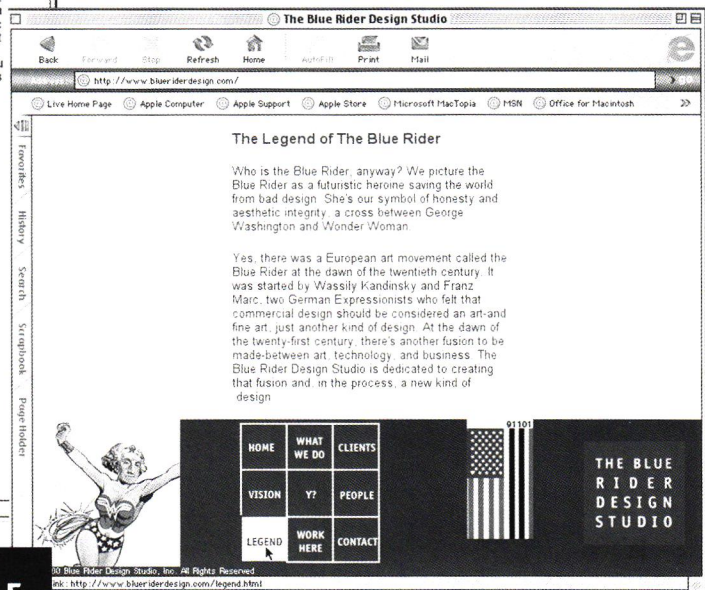 The Blue Rider Design Studio
Back Forward Stop Refresh Home AutoFill Print Mail
http://www.blueriderdesign.com/
Live Home Page Apple Computer Apple Support Apple Store Microsoft MacTopia MSN Office for Macintosh
Favorites
History
Search
Scrapbook
Page Holder
The Legend of The Blue Rider
Who is the Blue Rider, anyway? We picture the
Blue Rider as a futuristic heroine saving the world
from bad design. She's our symbol of honesty and
aesthetic integrity, a cross between George
Washington and Wonder Woman.
Yes, there was a European art movement called the
Blue Rider at the dawn of the twentieth century. It
was started by Wassily Kandinsky and Franz
Marc, two German Expressionists who felt that
commercial design should be considered an art-and
fine art, just another kind of design. At the dawn of
the twenty-first century, there's another fusion to be
made-between art, technology, and business. The
Blue Rider Design Studio is dedicated to creating
that fusion and, in the process, a new kind of
design
HOME
WHAT
WE DO
CLIENTS
VISION
Y?
PEOPLE
LEGEND
WORK
HERE
CONTACT
91101
THE BLUE
RIDER
DESIGN
STUDIO
Blue Rider Design Studio, Inc. All Rights Reserved
http://www.blueriderdesign.com/legend.html